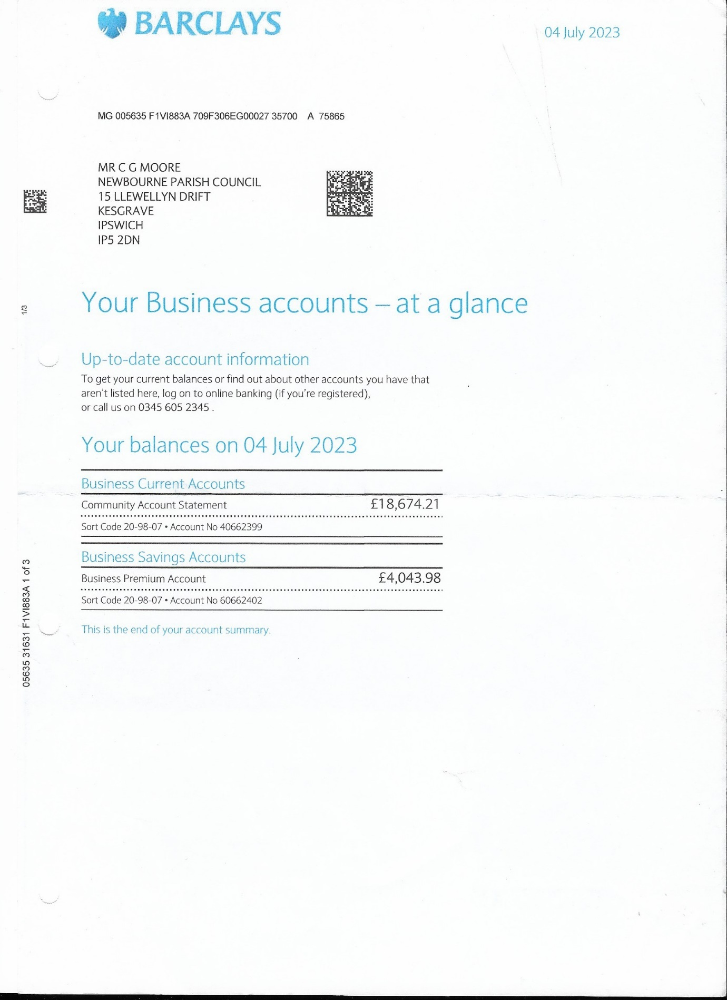 BARCLAYS
04 July 2023
MG 005635 F1VI883A 709F306EG00027 35700 A 75865
MR C G MOORE
NEWBOURNE PARISH COUNCIL
15 LLEWELLYN DRIFT
KESGRAVE
IPSWICH
IP5 2DN
1/3
Your Business accounts – at a glance
Up-to-date account information
To get your current balances or find out about other accounts you have that
aren't listed here, log on to online banking (if you're registered),
or call us on 0345 605 2345 .
Your balances on 04 July 2023
Business Current Accounts
Community Account Statement £18,674.21
Sort Code 20-98-07 • Account No 40662399
Business Savings Accounts
Business Premium Account £4,043.98
Sort Code 20-98-07 • Account No 60662402
This is the end of your account summary.
05635 31631 F1VI883A 1 of 3